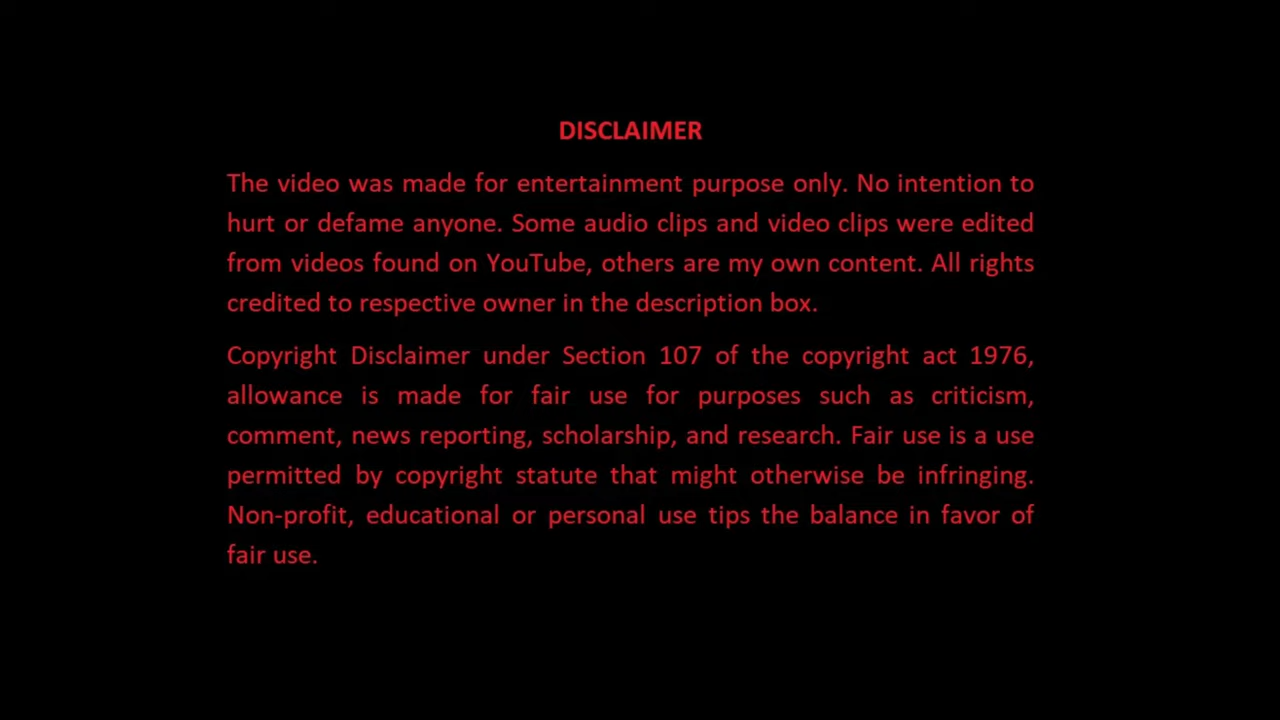 DISCLAIMER
The video was made for entertainment purpose only. No intention to
hurt or defame anyone. Some audio clips and video clips were edited
from videos found on YouTube, others are my own content. All rights
credited to respective owner in the description box.
Copyright Disclaimer under Section 107 of the copyright act 1976,
allowance is made for fair use for purposes such as criticism,
comment, news reporting, scholarship, and research. Fair use is a use
permitted by copyright statute that might otherwise be infringing.
Non-profit, educational or personal use tips the balance in favor of
fair use.